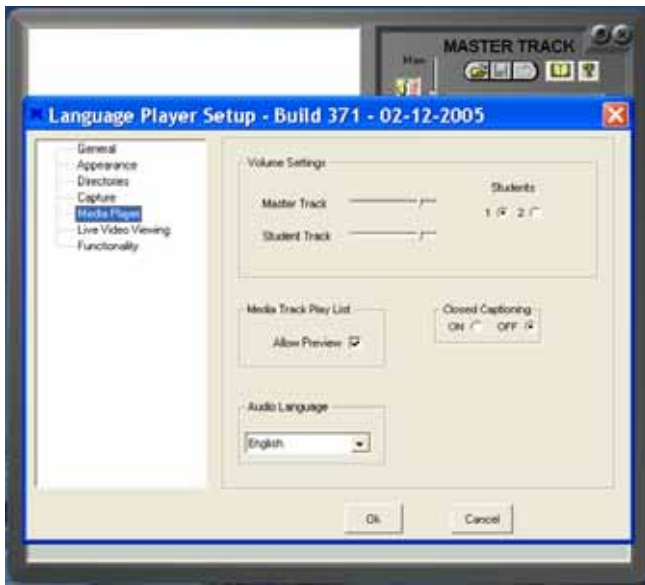 MASTER TRACK
Language Player Setup - Build 371 - 02-12-2005
General
Appearance
Directories
Capture
Media Player
Live Video Viewing
Functionality
Volume Settings
Master Track
Student Track
Students
1 2
Media Track Play List
Allow Preview
Closed Captioning
ON OFF
Audio Language
English
Ok Cancel